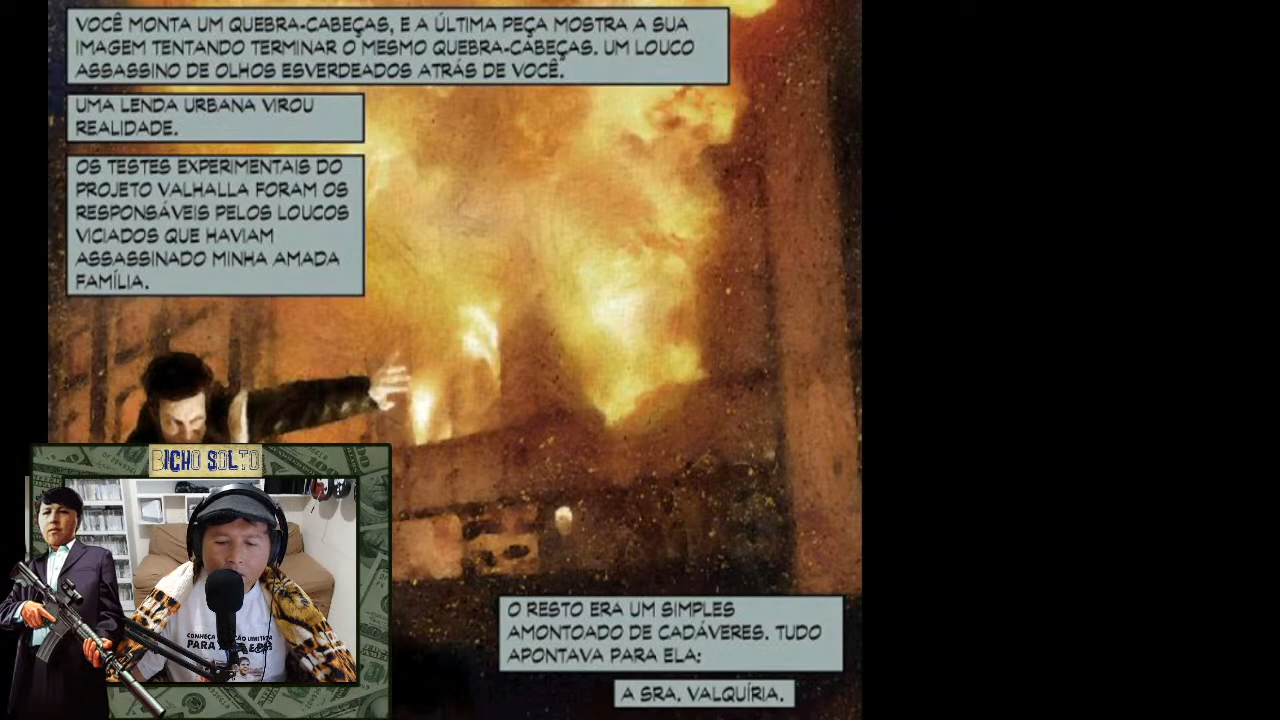 VOCÊ MONTA UM QUEBRA-CABEÇAS, E A ÚLTIMA PEÇA MOSTRA A SUA
IMAGEM TENTANDO TERMINAR O MESMO QUEBRA-CABEÇAS. UM LOUCO
ASSASSINO DE OLHOS ESVERDEADOS ATRÁS DE VOCÊ.
UMA LENDA URBANA VIROU
REALIDADE.
OS TESTES EXPERIMENTAIS DO
PROJETO VALHALLA FORAM OS
RESPONSÁVEIS PELOS LOUCOS
VICIADOS QUE HAVIAM
ASSASSINADO MINHA AMADA
FAMÍLIA.
BICHO SOLTO
CONHEÇA
PARA
O RESTO ERA UM SIMPLES
AMONTOADO DE CADÁVERES. TUDO
APONTAVA PARA ELA:
A SRA. VALQUÍRIA.